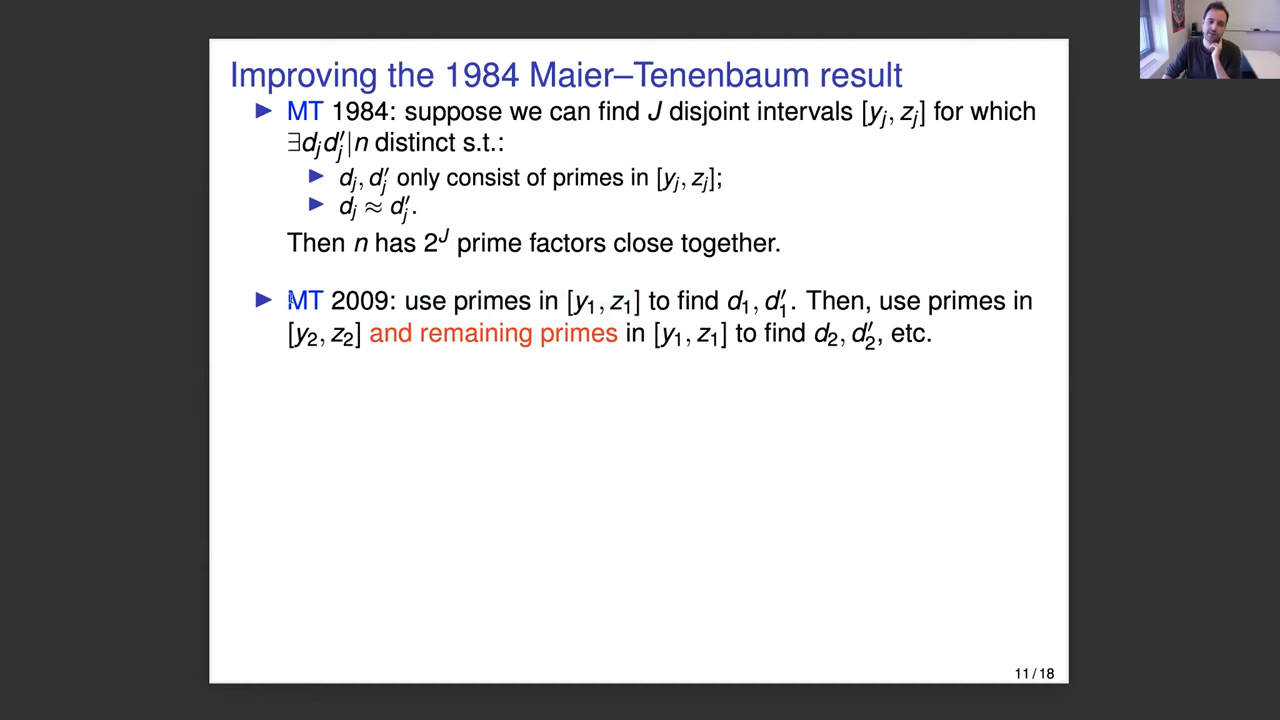 Improving the 1984 Maier–Tenenbaum result
MT 1984: suppose we can find J disjoint intervals [y_j, z_j] for which
∃d_j d′_j|n distinct s.t.:
d_j, d′_j only consist of primes in [y_j, z_j];
d_j ≈ d′_j.
Then n has 2^J prime factors close together.
MT 2009: use primes in [y_1, z_1] to find d_1, d′_1. Then, use primes in
[y_2, z_2] and remaining primes in [y_1, z_1] to find d_2, d′_2, etc.
11 / 18